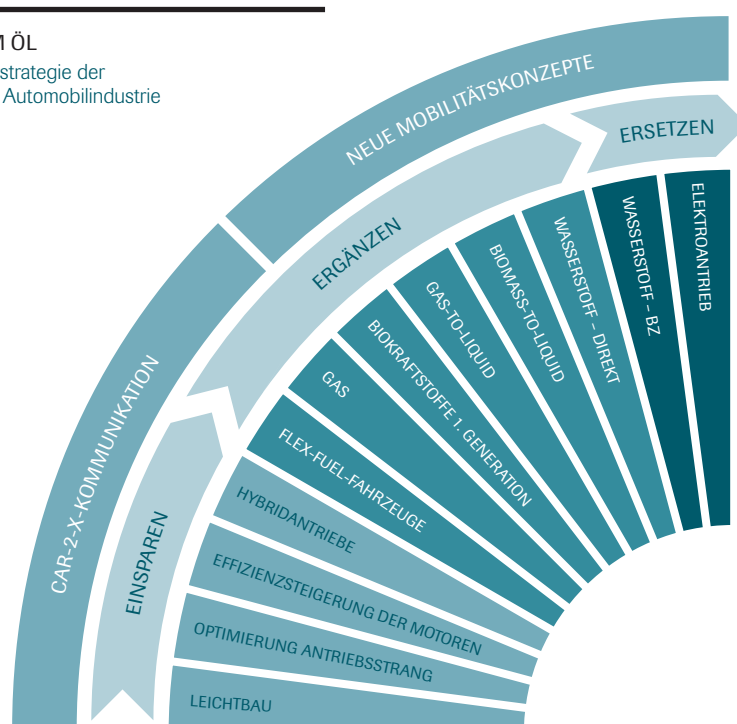 M ÖL
strategie der
Automobilindustrie
NEUE MOBILITÄTSKONZEPTE
CAR-2-X-KOMMUNIKATION
ERSETZEN
ERGÄNZEN
EINSPAREN
ELEKTROANTRIEB
WASSERSTOFF – BZ
WASSERSTOFF – DIREKT
BIOMASS-TO-LIQUID
GAS-TO-LIQUID
BIOKRAFTSTOFFE 1. GENERATION
GAS
FLEX-FUEL-FAHRZEUGE
HYBRIDANTRIEBE
EFFIZIENZSTEIGERUNG DER MOTOREN
OPTIMIERUNG ANTRIEBSSTRANG
LEICHTBAU